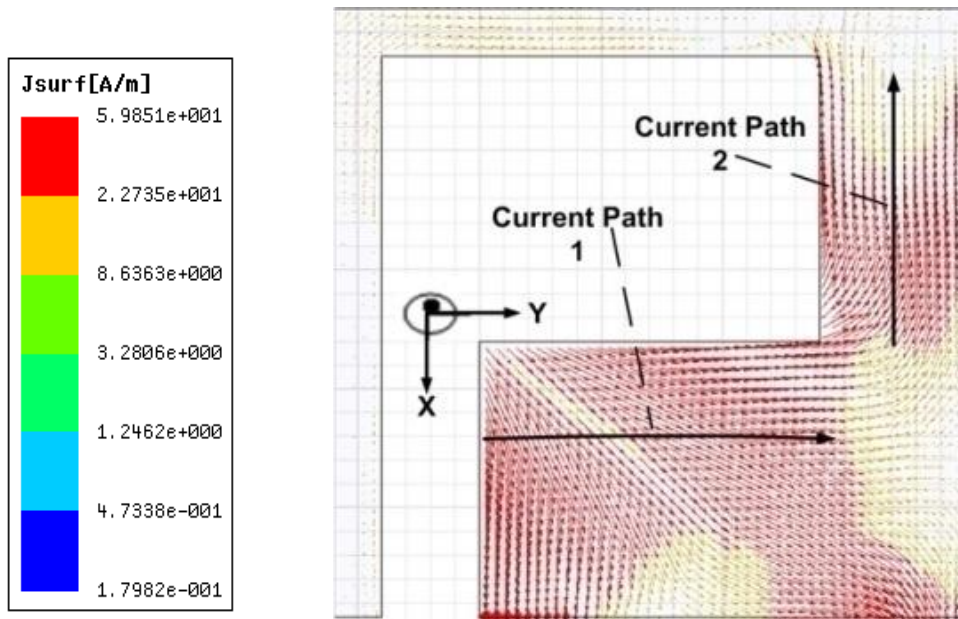 Jsurf[A/m]
5.9851e+001
2.2735e+001
8.6363e+000
3.2806e+000
1.2462e+000
4.7338e-001
1.7982e-001
Current Path
2
Current Path
1
Y
X